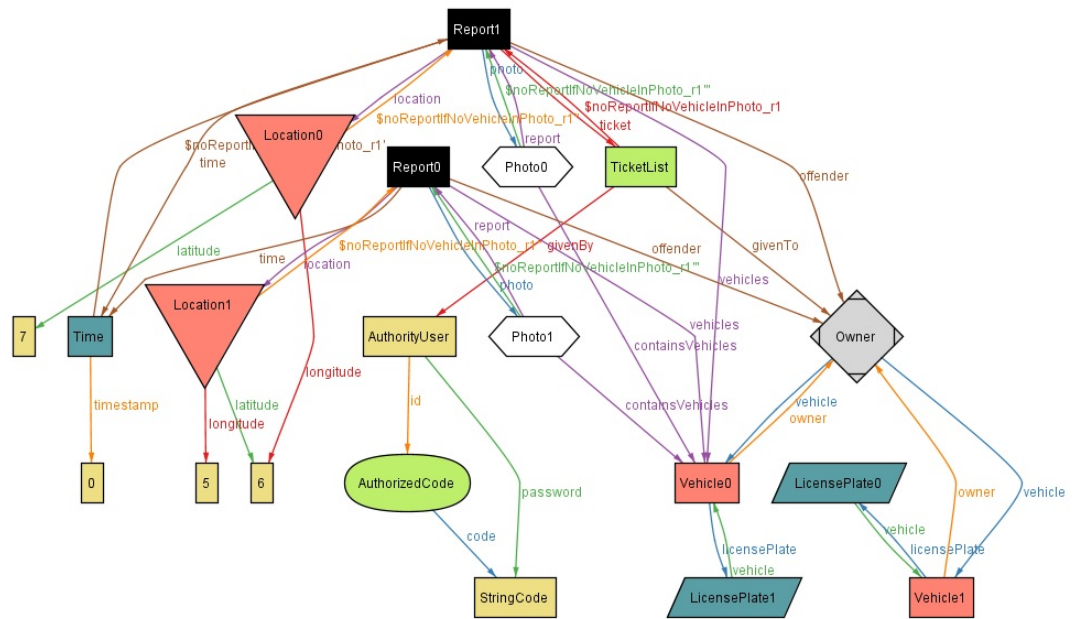 Report1
photo
$noReportIfNoVehicleInPhoto_r1'''
location
$noReportIfNoVehicleInPhoto_r1
$noReportIfNoVehicleInPhoto_r1''
ticket
Location0
report
time
Report0
Photo0
TicketList
offender
report
$noReportIfNoVehicleInPhoto_r1''
givenBy
offender
givenTo
latitude
time
location
$noReportIfNoVehicleInPhoto_r1'''
photo
vehicles
Location1
7
Time
AuthorityUser
Photo1
vehicles
Owner
containsVehicles
longitude
timestamp
latitude
id
containsVehicles
vehicle
longitude
owner
0
5
6
AuthorizedCode
Vehicle0
LicensePlate0
password
owner
vehicle
code
vehicle
licensePlate
licensePlate
vehicle
StringCode
LicensePlate1
Vehicle1